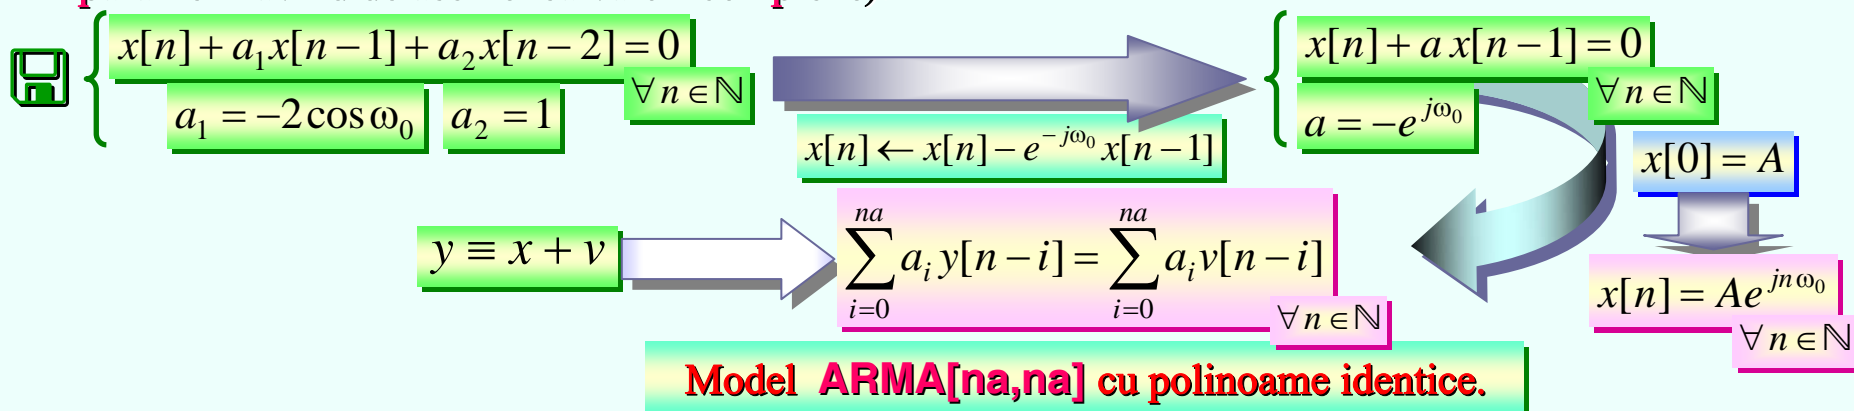 x[n] + a₁x[n − 1] + a₂x[n − 2] = 0
∀ n ∈ ℕ
a₁ = −2cos ω₀
a₂ = 1
x[n] ← x[n] − e^{−jω₀} x[n − 1]
x[n] + a x[n − 1] = 0
∀ n ∈ ℕ
a = −e^{jω₀}
x[0] = A
y ≡ x + v
∑_{i=0}^{na} a_i y[n − i] = ∑_{i=0}^{na} a_i v[n − i]
∀ n ∈ ℕ
x[n] = Ae^{jnω₀}
∀ n ∈ ℕ
Model ARMA[na,na] cu polinoame identice.